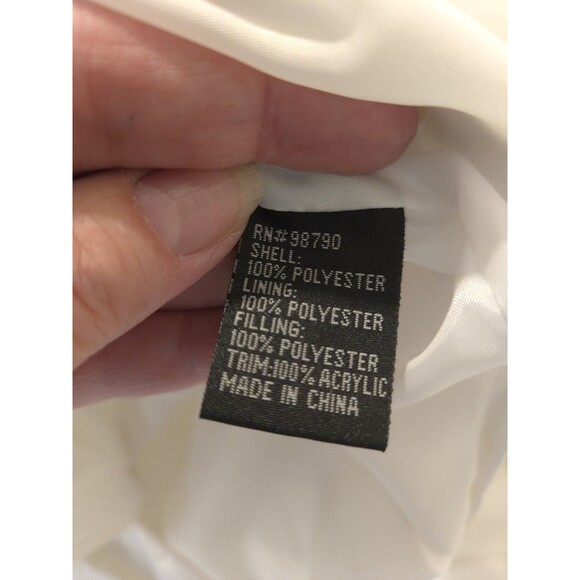 RN#98790
SHELL:
100% POLYESTER
LINING:
100% POLYESTER
FILLING:
100% POLYESTER
TRIM:100% ACRYLIC
MADE IN CHINA